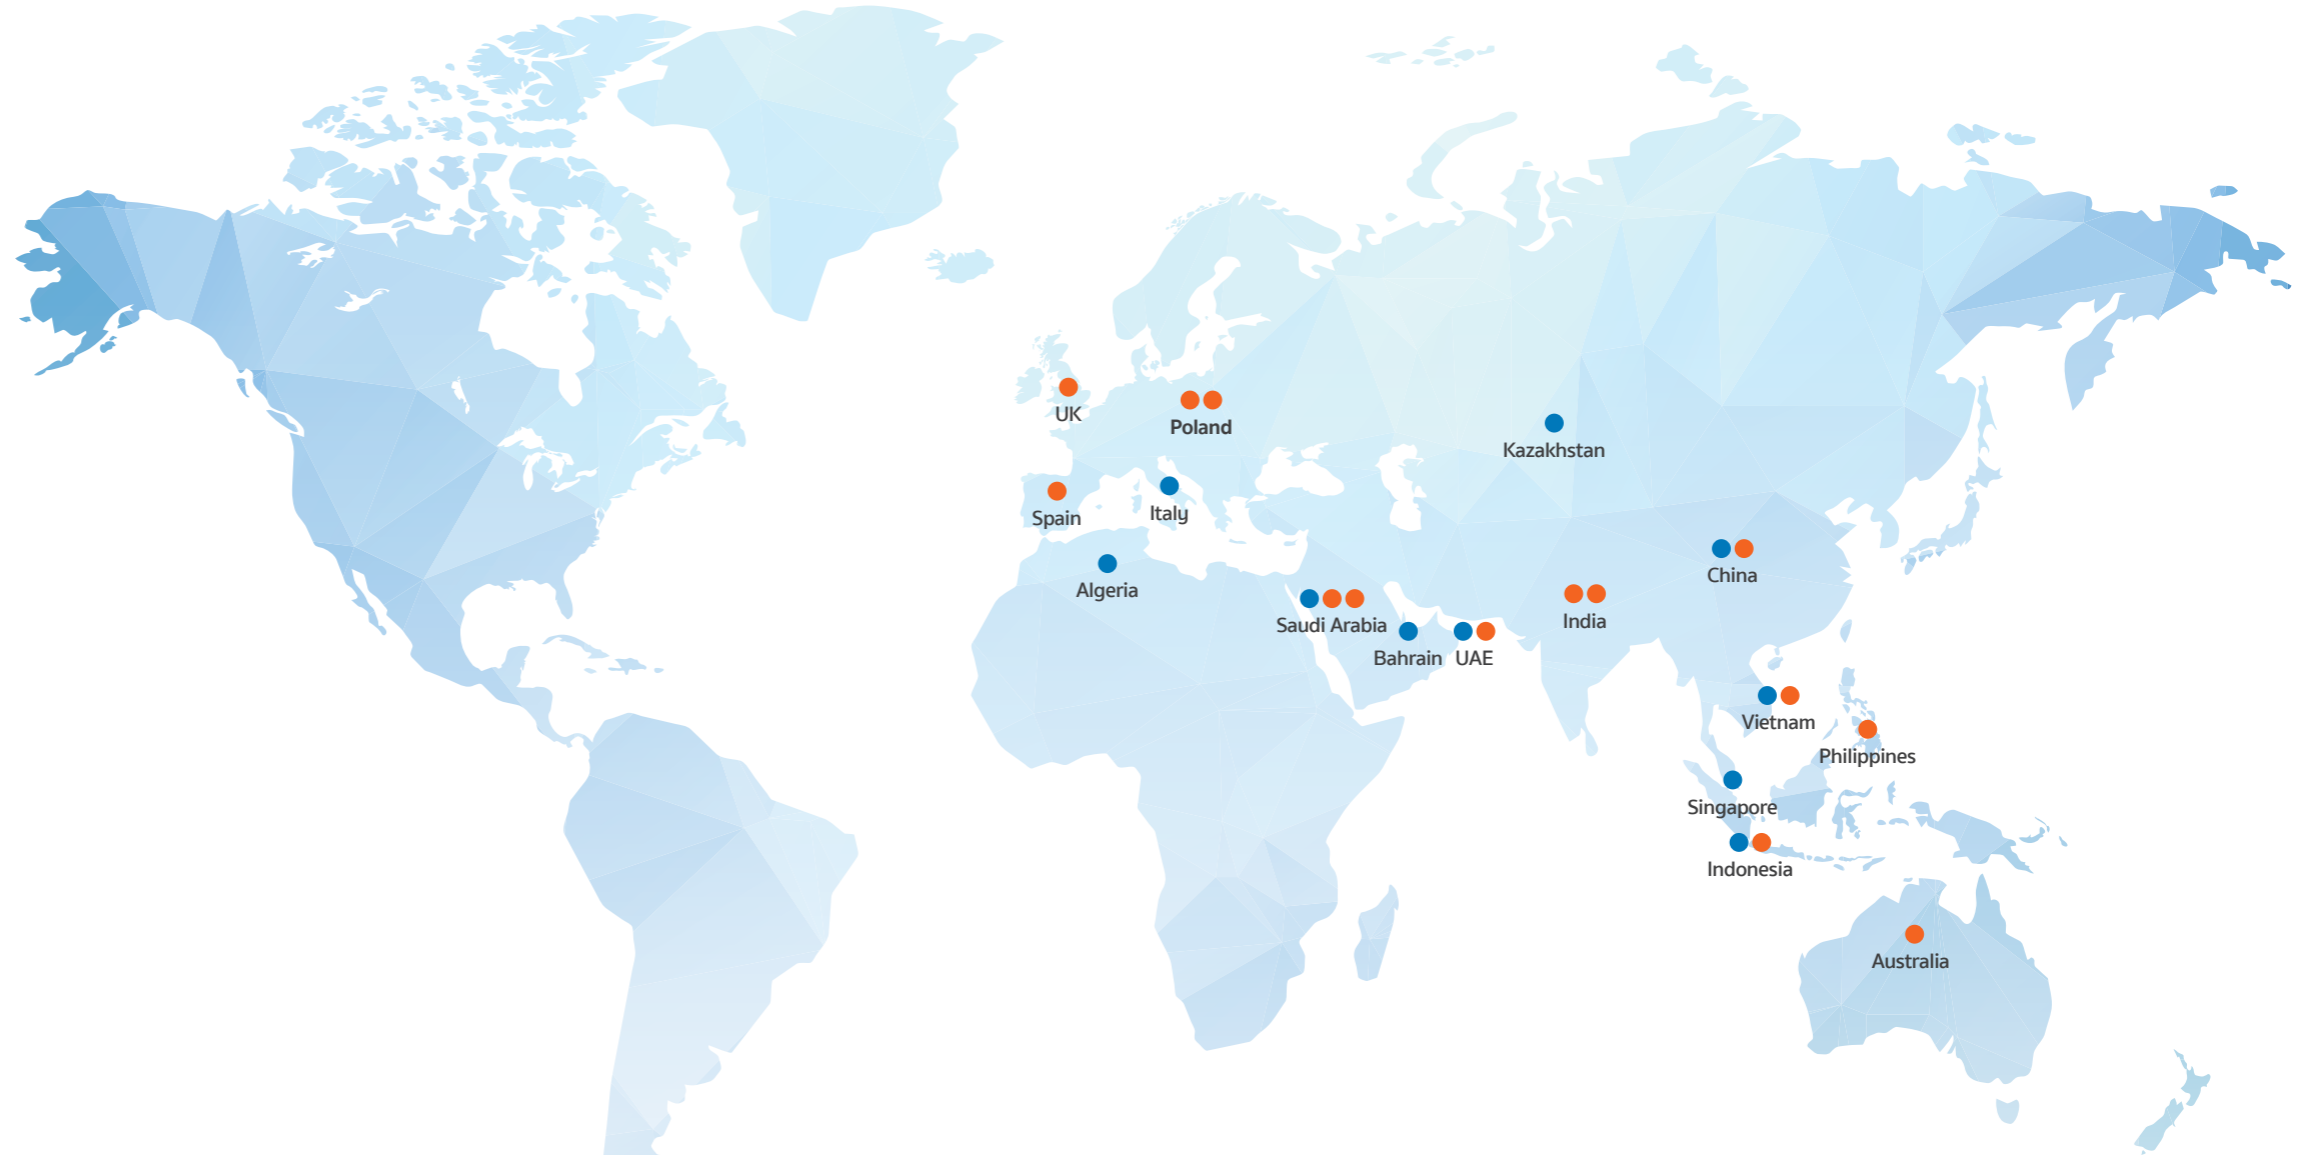 UK
Poland
Kazakhstan
Spain
Italy
China
Algeria
India
Saudi Arabia
Bahrain
UAE
Vietnam
Philippines
Singapore
Indonesia
Australia